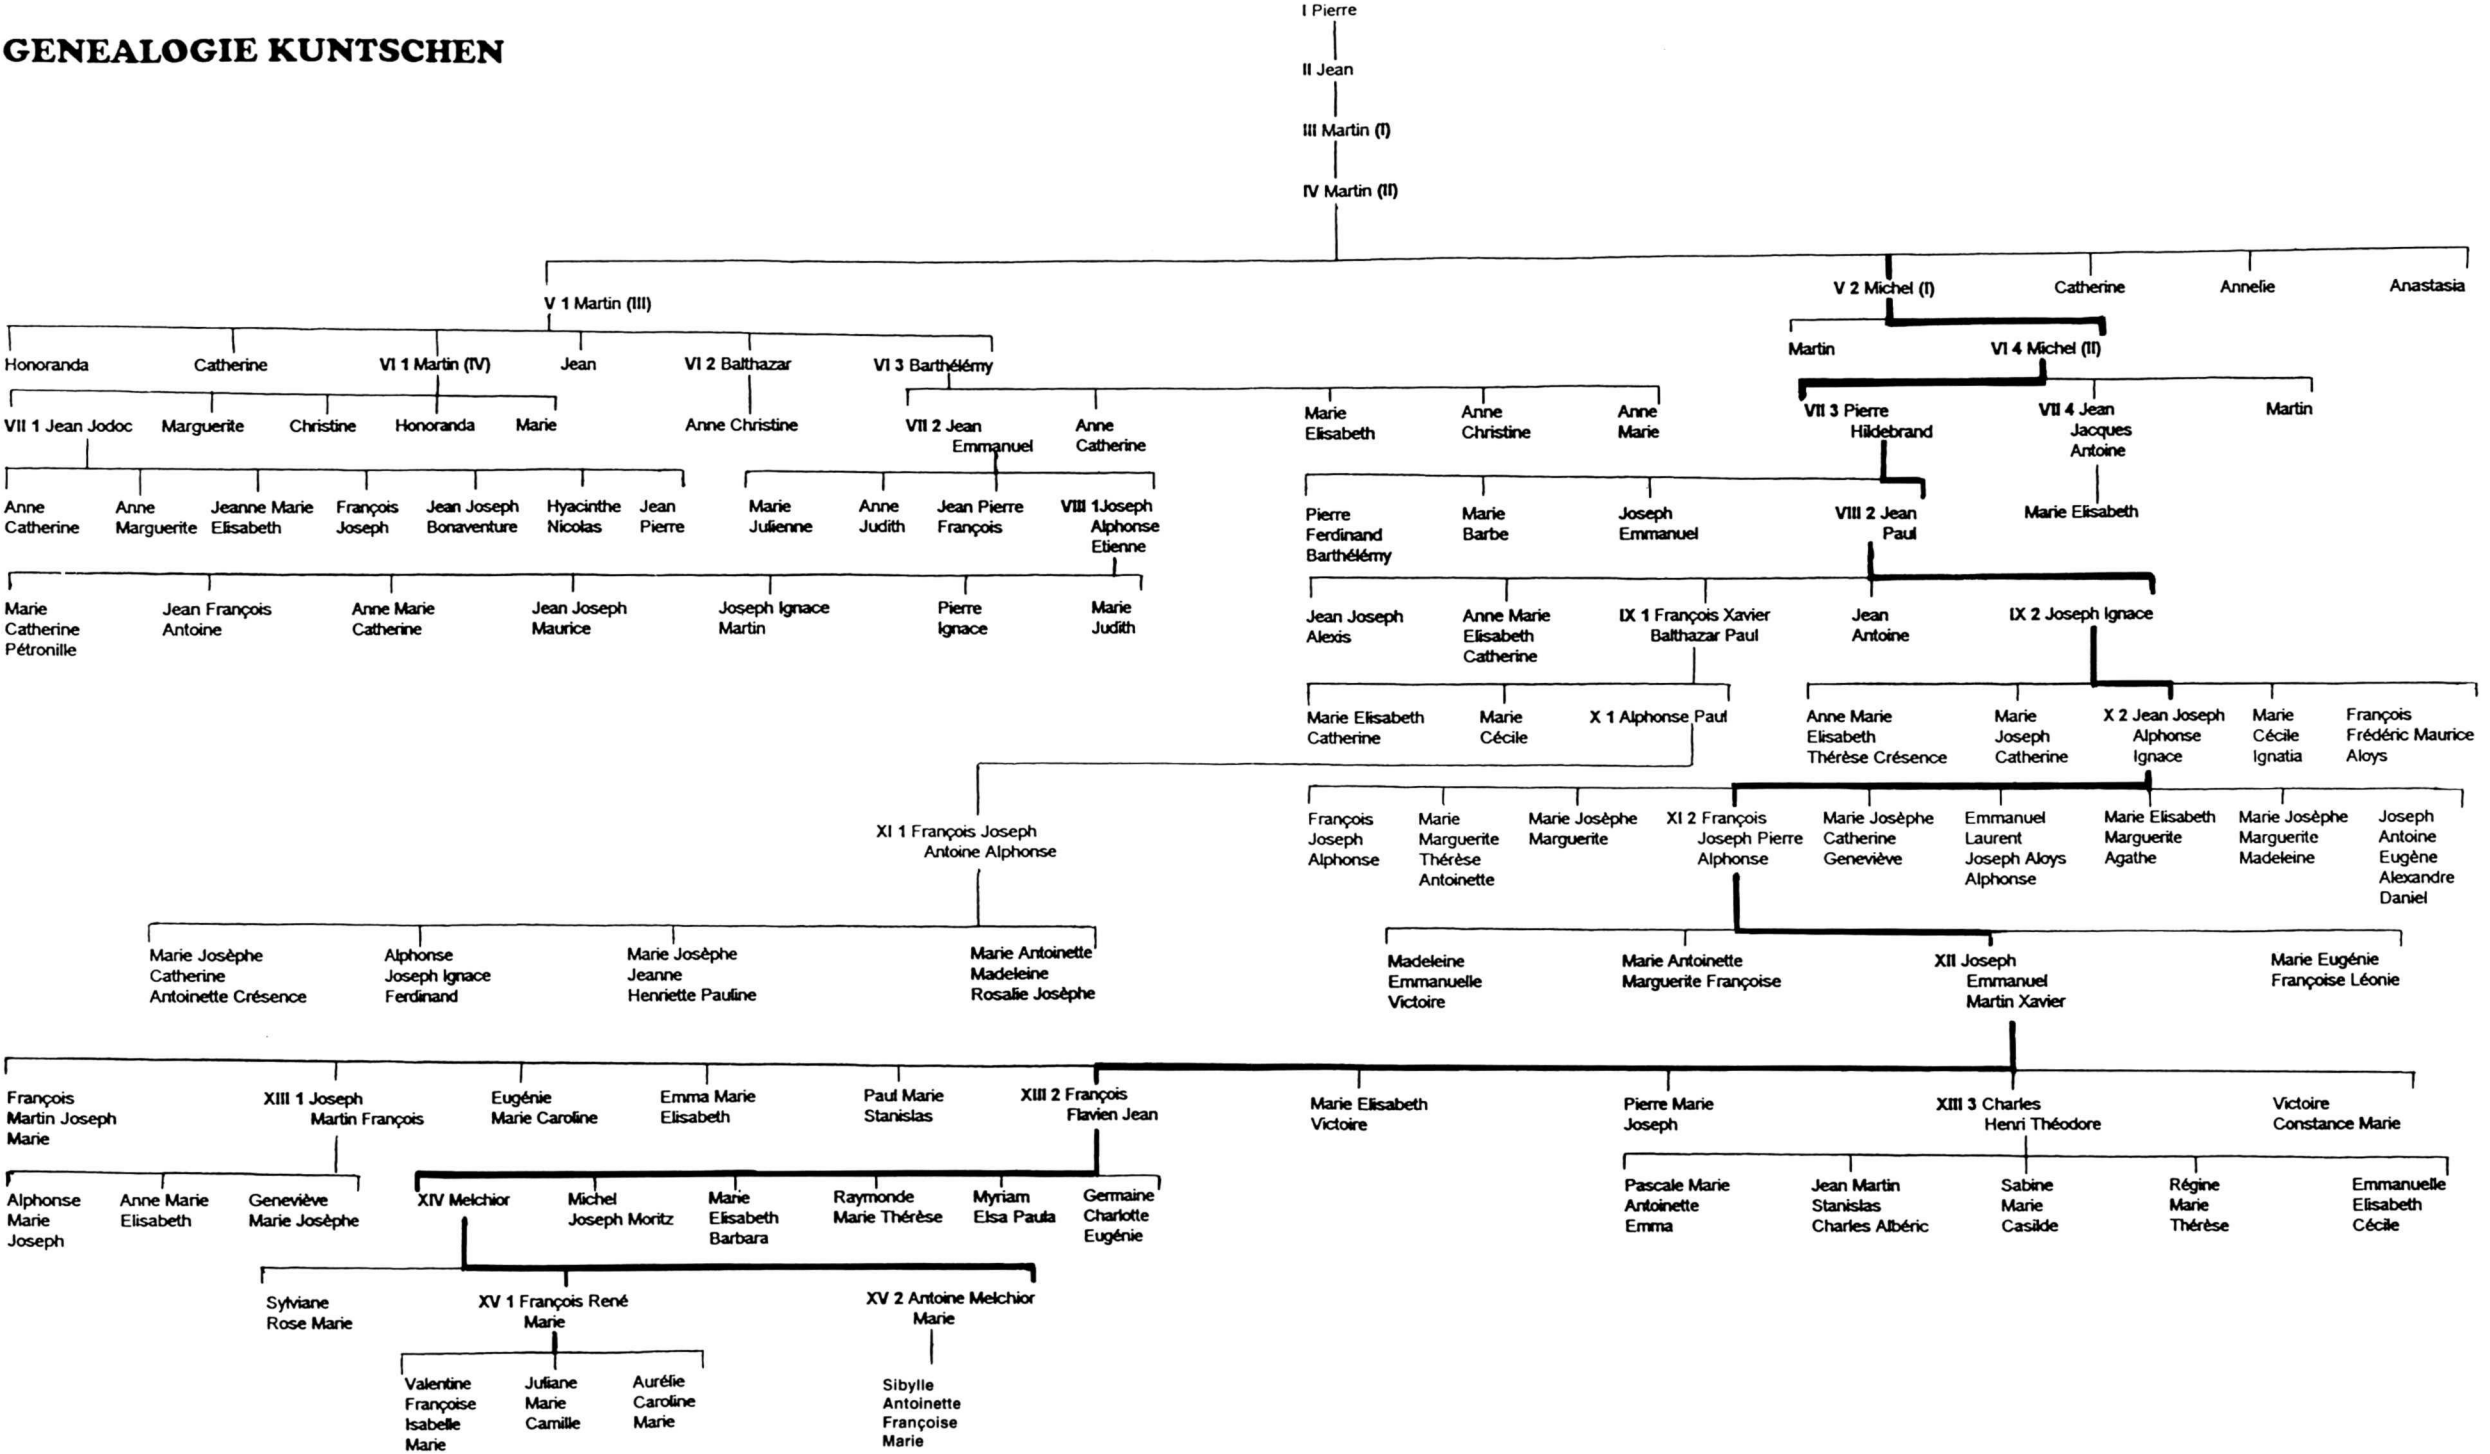 I Pierre
GENEALOGIE KUNTSCHEN
II Jean
III Martin (I)
IV Martin (II)
V 1 Martin (III)
V 2 Michel (I)
Catherine
Annelie
Anastasia
Honoranda
Catherine
VI 1 Martin (IV)
Jean
VI 2 Balthazar
VI 3 Barthélémy
Martin
VI 4 Michel (II)
VII 1 Jean Jodoc
Marguerite
Christine
Honoranda
Marie
Anne Christine
VII 2 Jean
Emmanuel
Anne
Catherine
Marie
Elisabeth
Anne
Christine
Anne
Marie
VII 3 Pierre
Hildebrand
VII 4 Jean
Jacques
Antoine
Martin
Anne
Catherine
Anne
Marguerite
Jeanne Marie
Elisabeth
François
Joseph
Jean Joseph
Bonaventure
Hyacinthe
Nicolas
Jean
Pierre
Marie
Julienne
Anne
Judith
Jean Pierre
François
VIII 1Joseph
Alphonse
Etienne
Pierre
Ferdinand
Barthélémy
Marie
Barbe
Joseph
Emmanuel
VIII 2 Jean
Paul
Marie Elisabeth
Marie
Catherine
Pétronille
Jean François
Antoine
Anne Marie
Catherine
Jean Joseph
Maurice
Joseph Ignace
Martin
Pierre
Ignace
Marie
Judith
Jean Joseph
Alexis
Anne Marie
Elisabeth
Catherine
IX 1 François Xavier
Balthazar Paul
Jean
Antoine
IX 2 Joseph Ignace
Marie Elisabeth
Catherine
Marie
Cécile
X 1 Alphonse Paul
Anne Marie
Elisabeth
Thérèse Crésence
Marie
Joseph
Catherine
X 2 Jean Joseph
Alphonse
Ignace
Marie
Cécile
Ignatia
François
Frédéric Maurice
Aloys
XI 1 François Joseph
Antoine Alphonse
François
Joseph
Alphonse
Marie
Marguerite
Thérèse
Antoinette
Marie Josèphe
Marguerite
XI 2 François
Joseph Pierre
Alphonse
Marie Josèphe
Catherine
Geneviève
Emmanuel
Laurent
Joseph Aloys
Alphonse
Marie Elisabeth
Marguerite
Agathe
Marie Josèphe
Marguerite
Madeleine
Joseph
Antoine
Eugène
Alexandre
Daniel
Marie Josèphe
Catherine
Antoinette Crésence
Alphonse
Joseph Ignace
Ferdinand
Marie Josèphe
Jeanne
Henriette Pauline
Marie Antoinette
Madeleine
Rosalie Josèphe
Madeleine
Emmanuelle
Victoire
Marie Antoinette
Marguerite Françoise
XII Joseph
Emmanuel
Martin Xavier
Marie Eugénie
Françoise Léonie
François
Martin Joseph
Marie
XIII 1 Joseph
Martin François
Eugénie
Marie Caroline
Emma Marie
Elisabeth
Paul Marie
Stanislas
XIII 2 François
Flavien Jean
Marie Elisabeth
Victoire
Pierre Marie
Joseph
XIII 3 Charles
Henri Théodore
Victoire
Constance Marie
Alphonse
Marie
Joseph
Anne Marie
Elisabeth
Geneviève
Marie Josèphe
XIV Melchior
Michel
Joseph Moritz
Marie
Elisabeth
Barbara
Raymonde
Marie Thérèse
Myriam
Elsa Paula
Germaine
Charlotte
Eugénie
Pascale Marie
Antoinette
Emma
Jean Martin
Stanislas
Charles Albéric
Sabine
Marie
Casilde
Régine
Marie
Thérèse
Emmanuelle
Elisabeth
Cécile
Sylviane
Rose Marie
XV 1 François René
Marie
XV 2 Antoine Melchior
Marie
Valentine
Françoise
Isabelle
Marie
Juliane
Marie
Camille
Aurélie
Caroline
Marie
Sibylle
Antoinette
Françoise
Marie